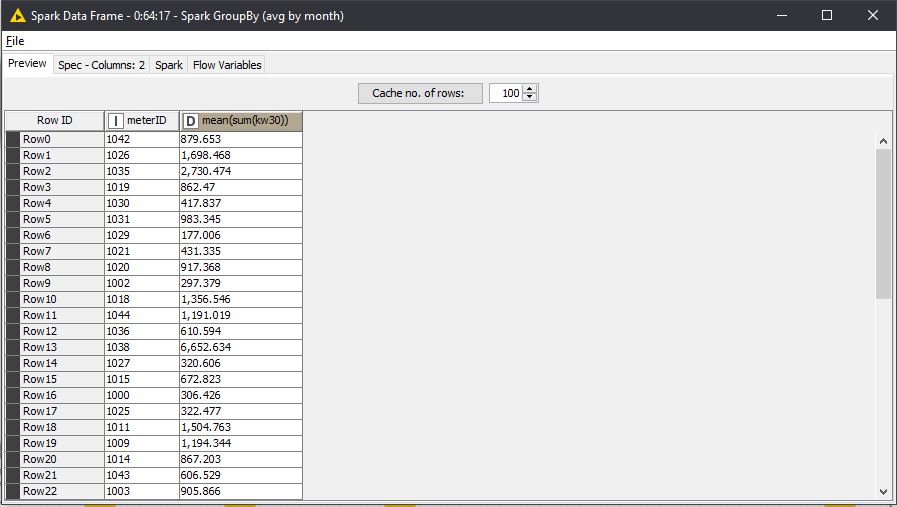 Spark Data Frame - 0:64:17 - Spark GroupBy (avg by month)
File
Preview Spec - Columns: 2 Spark Flow Variables
Cache no. of rows: 100
Row ID I meterID D mean(sum(kw30))
Row0 1042 879.653
Row1 1026 1,698.468
Row2 1035 2,730.474
Row3 1019 862.47
Row4 1030 417.837
Row5 1031 983.345
Row6 1029 177.006
Row7 1021 431.335
Row8 1020 917.368
Row9 1002 297.379
Row10 1018 1,356.546
Row11 1044 1,191.019
Row12 1036 610.594
Row13 1038 6,652.634
Row14 1027 320.606
Row15 1015 672.823
Row16 1000 306.426
Row17 1025 322.477
Row18 1011 1,504.763
Row19 1009 1,194.344
Row20 1014 867.203
Row21 1043 606.529
Row22 1003 905.866